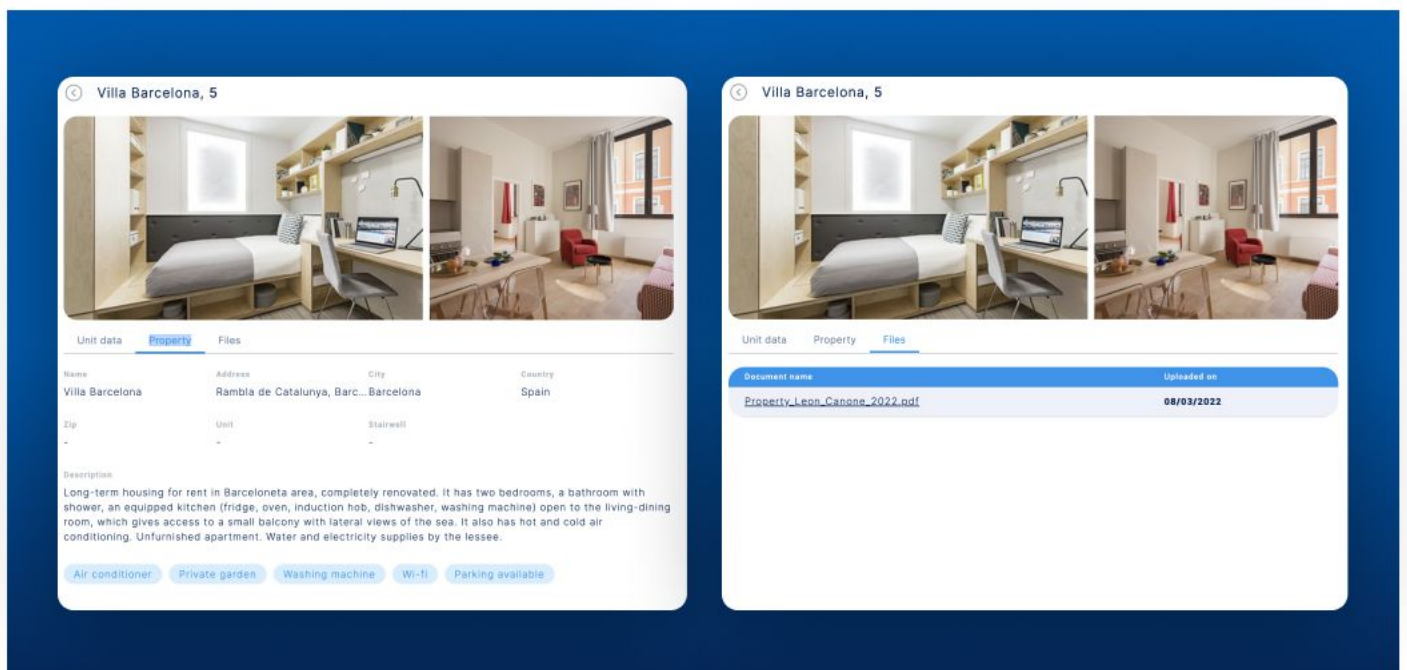 Villa Barcelona, 5
Unit data Property Files
Name Address City Country
Villa Barcelona Rambla de Catalunya, Barc... Barcelona Spain
Zip Unit Stairwell
- - -
Description
Long-term housing for rent in Barceloneta area, completely renovated. It has two bedrooms, a bathroom with
shower, an equipped kitchen (fridge, oven, induction hob, dishwasher, washing machine) open to the living-dining
room, which gives access to a small balcony with lateral views of the sea. It also has hot and cold air
conditioning. Unfurnished apartment. Water and electricity supplies by the lessee.
Air conditioner Private garden Washing machine Wi-fi Parking available
Villa Barcelona, 5
Unit data Property Files
Document name Uploaded on
Property_Leon_Canone_2022.pdf 08/03/2022